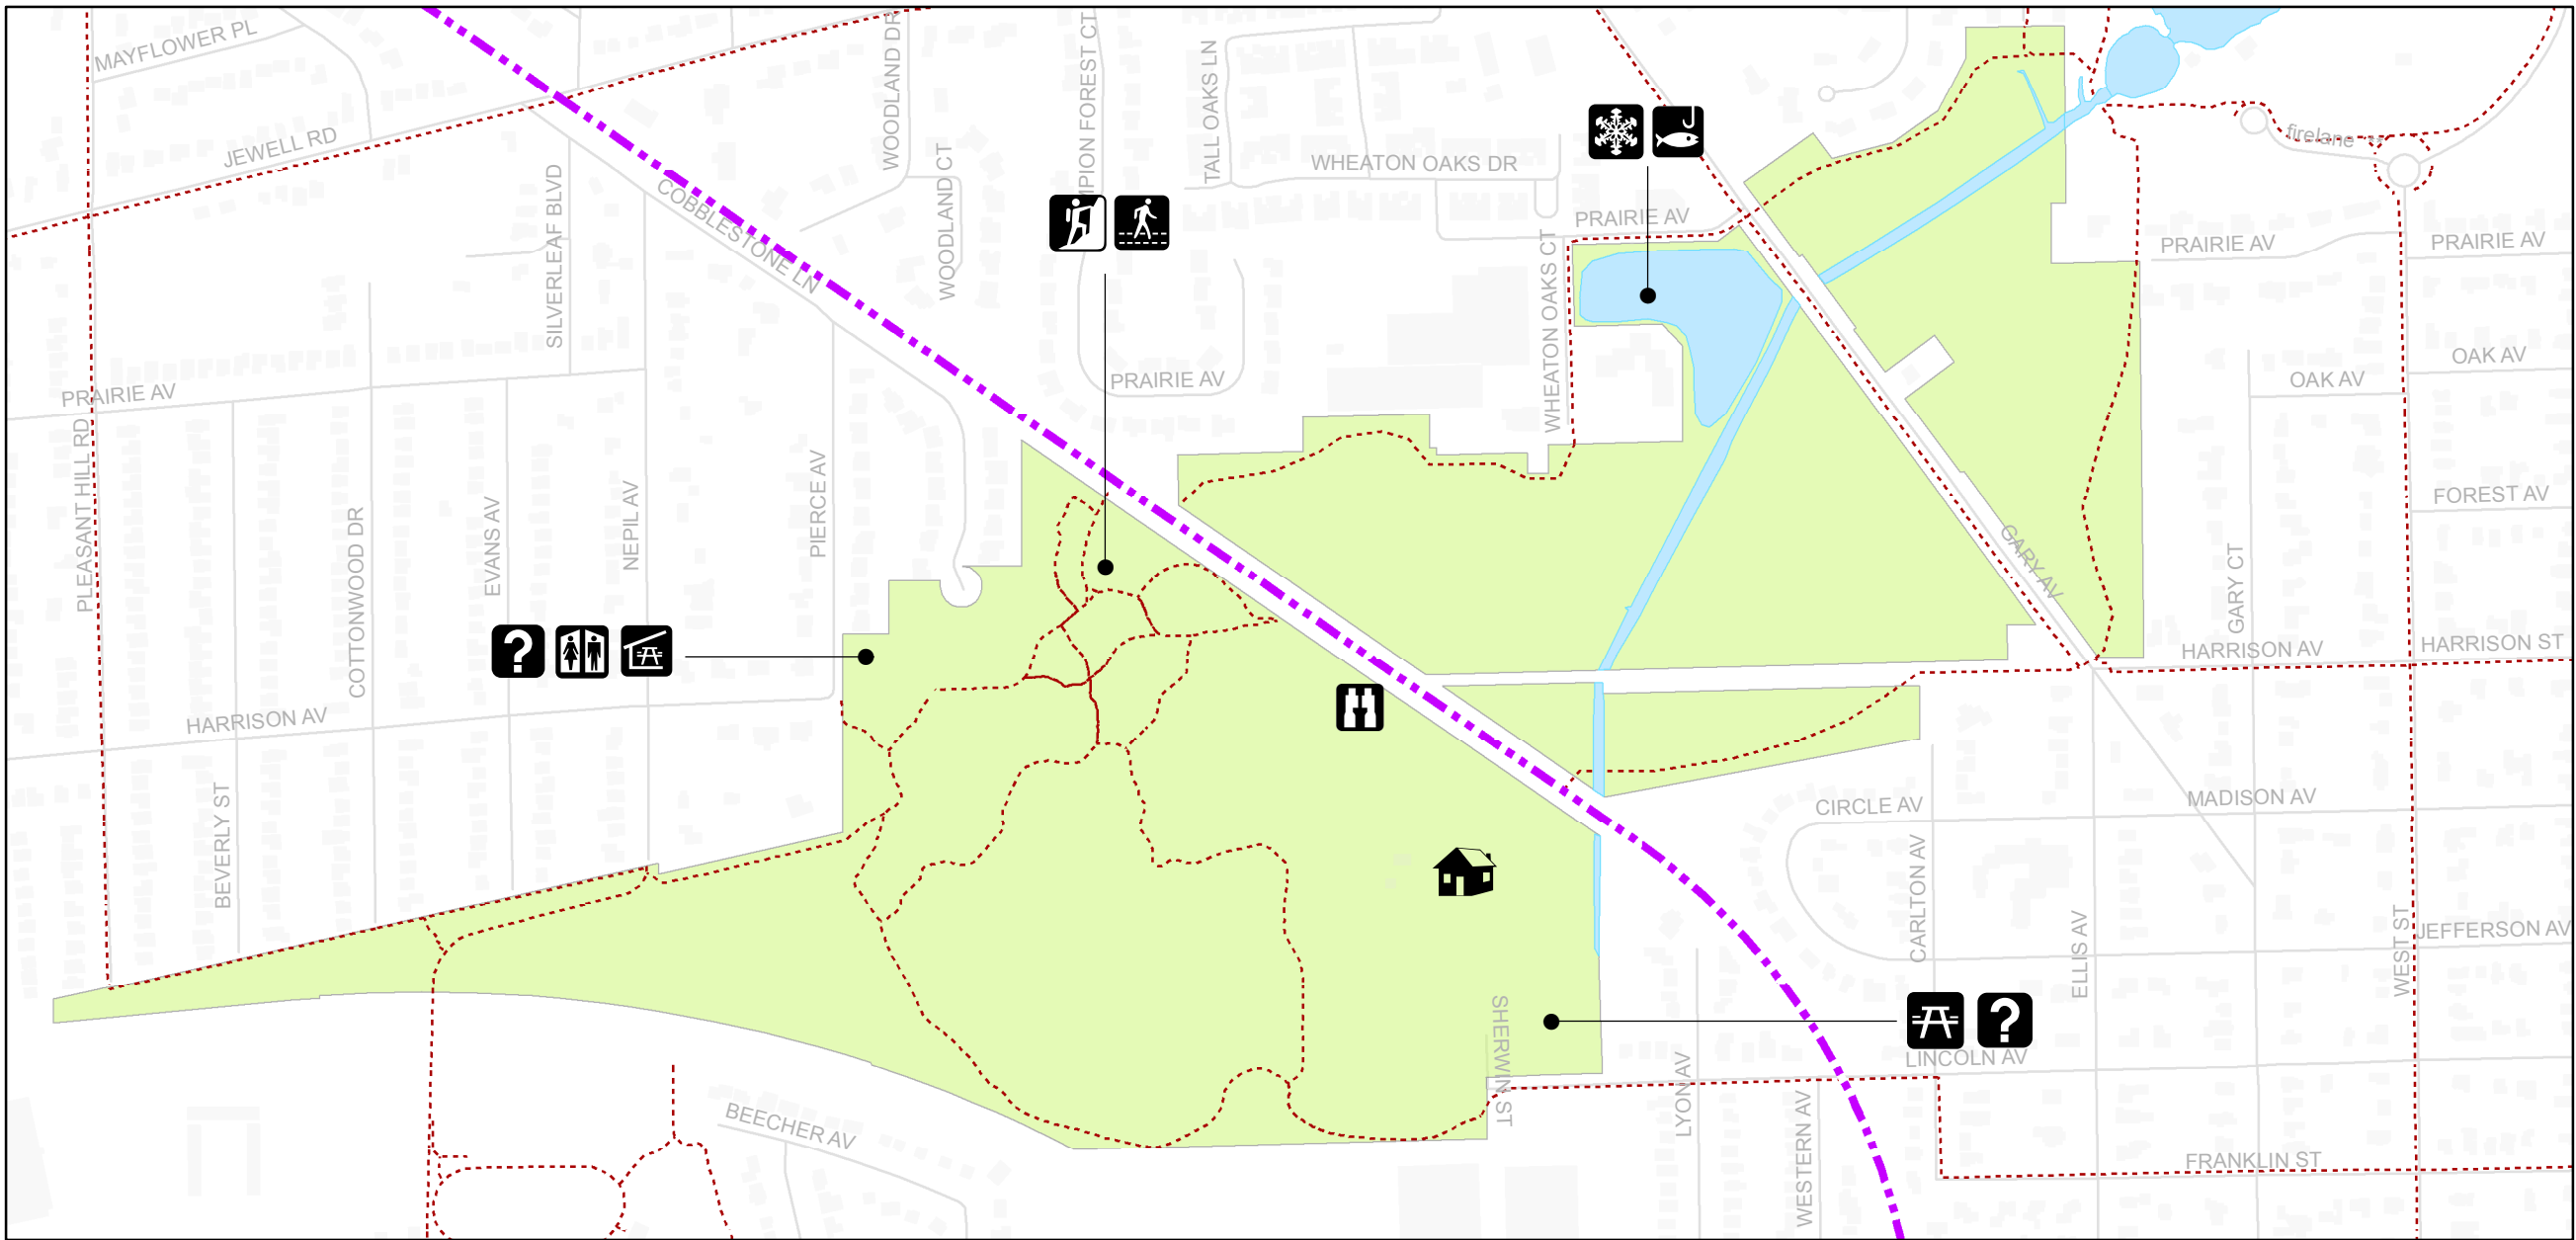 MAYFLOWER PL
JEWELL RD
WOODLAND DR
MPION FOREST CT
TALL OAKS LN
WHEATON OAKS DR
firelane
SILVERLEAF BLVD
COBBLESTONE LN
WOODLAND CT
PRAIRIE AV
WHEATON OAKS CT
PRAIRIE AV
PRAIRIE AV
PRAIRIE AV
PRAIRIE AV
OAK AV
OAK AV
PLEASANT HILL RD
COTTONWOOD DR
EVANS AV
NEPIL AV
PIERCE AV
FOREST AV
GARY AV
GARY CT
?
HARRISON AV
HARRISON ST
HARRISON AV
BEVERLY ST
CIRCLE AV
MADISON AV
CARLTON AV
ELLIS AV
WEST ST
JEFFERSON AV
SHERWIN ST
?
LINCOLN AV
LYON AV
WESTERN AV
BEECHER AV
FRANKLIN ST